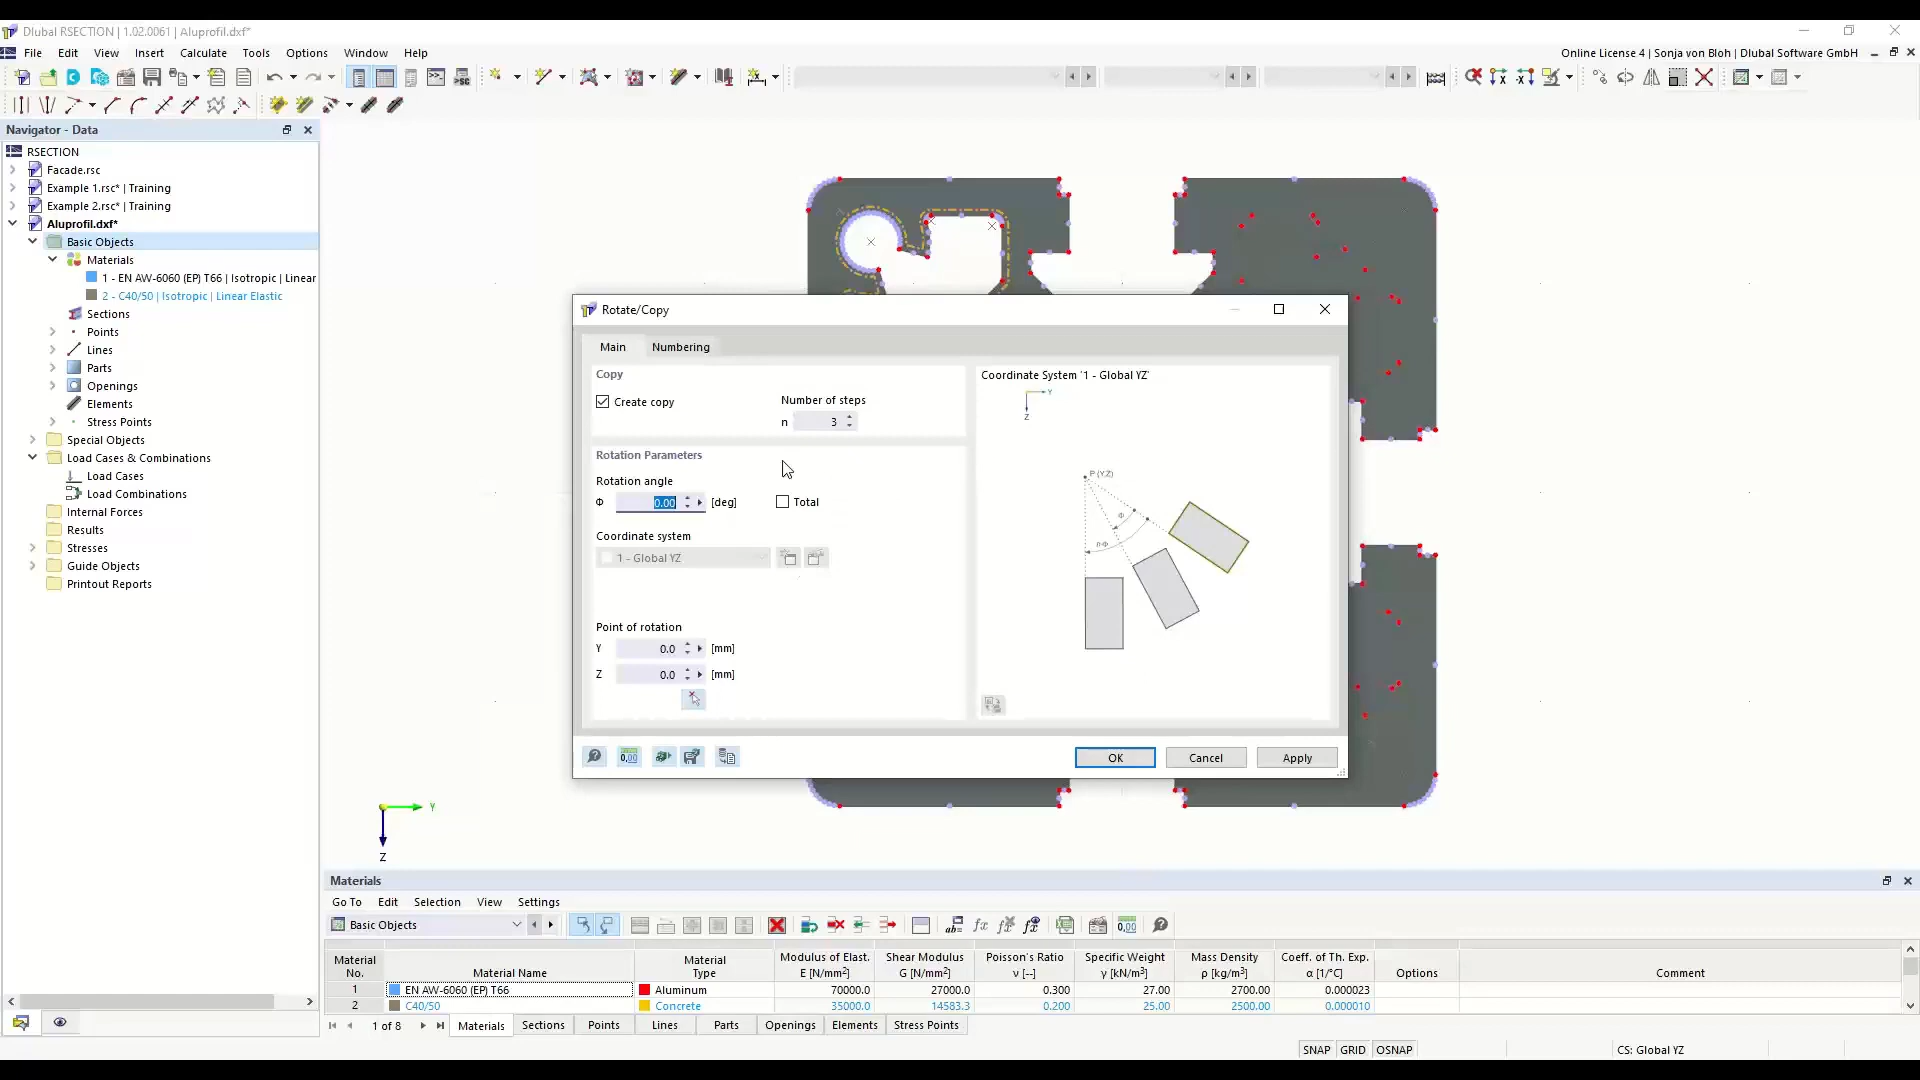 Dlubal RSECTION | 1.02.0061 | Aluprofil.dxf*
File Edit View Insert Calculate Tools Options Window Help
Online License 4 | Sonja von Bloh | Dlubal Software GmbH
Navigator - Data
RSECTION
Facade.rsc
Example 1.rsc* | Training
Example 2.rsc* | Training
Aluprofil.dxf*
Basic Objects
Materials
1 - EN AW-6060 (EP) T66 | Isotropic | Linear
2 - C40/50 | Isotropic | Linear Elastic
Sections
Points
Lines
Parts
Openings
Elements
Stress Points
Special Objects
Load Cases & Combinations
Load Cases
Load Combinations
Internal Forces
Results
Stresses
Guide Objects
Printout Reports
Rotate/Copy
Main Numbering
Copy
Create copy
Number of steps
n 3
Rotation Parameters
Rotation angle
Φ 0.00 [deg]
Total
Coordinate system
1 - Global YZ
Point of rotation
Y 0.0 [mm]
Z 0.0 [mm]
Coordinate System '1 - Global YZ'
Y
Z
P (Y,Z)
Φ
n·Φ
0,00
OK Cancel Apply
Y
Z
Materials
Go To Edit Selection View Settings
Basic Objects
Material No. Material Name Material Type Modulus of Elast. E [N/mm²] Shear Modulus G [N/mm²] Poisson's Ratio ν [--] Specific Weight γ [kN/m³] Mass Density ρ [kg/m³] Coeff. of Th. Exp. α [1/°C] Options Comment
1 EN AW-6060 (EP) T66 Aluminum 70000.0 27000.0 0.300 27.00 2700.00 0.000023
2 C40/50 Concrete 35000.0 14583.3 0.200 25.00 2500.00 0.000010
1 of 8 Materials Sections Points Lines Parts Openings Elements Stress Points
SNAP GRID OSNAP CS: Global YZ